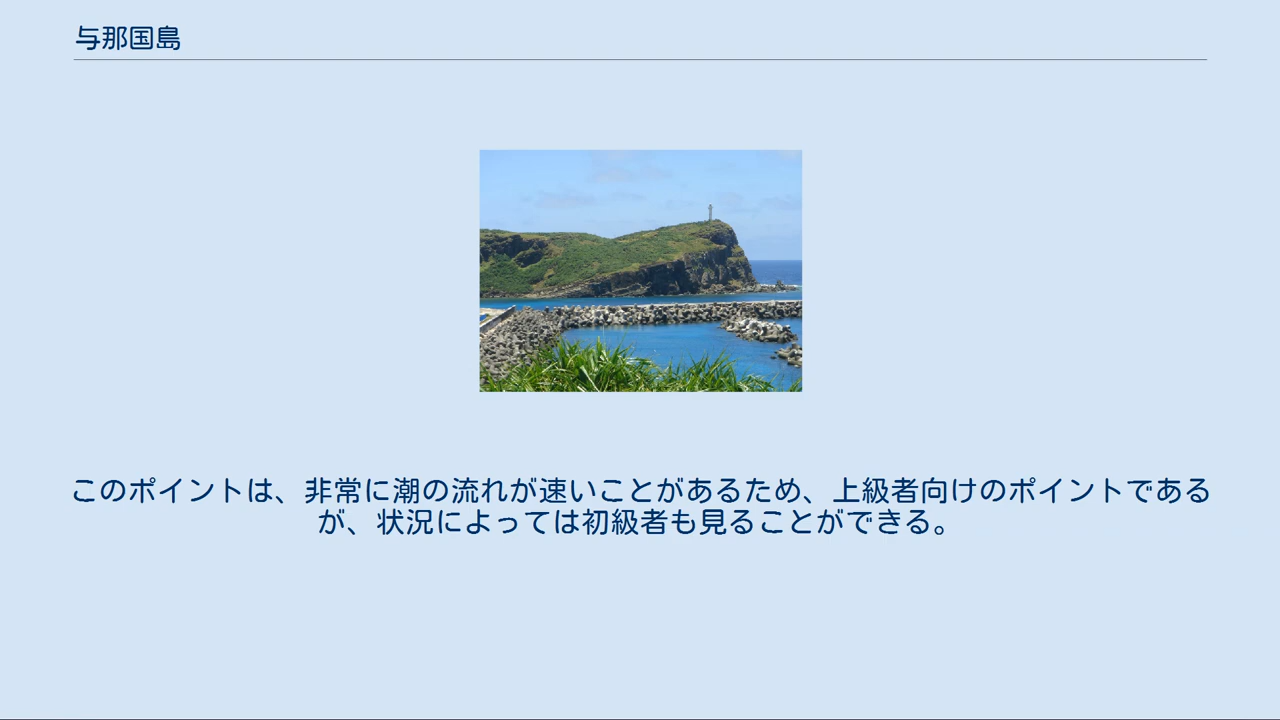 与那国島
このポイントは、非常に潮の流れが速いことがあるため、上級者向けのポイントである
が、状況によっては初級者も見ることができる。